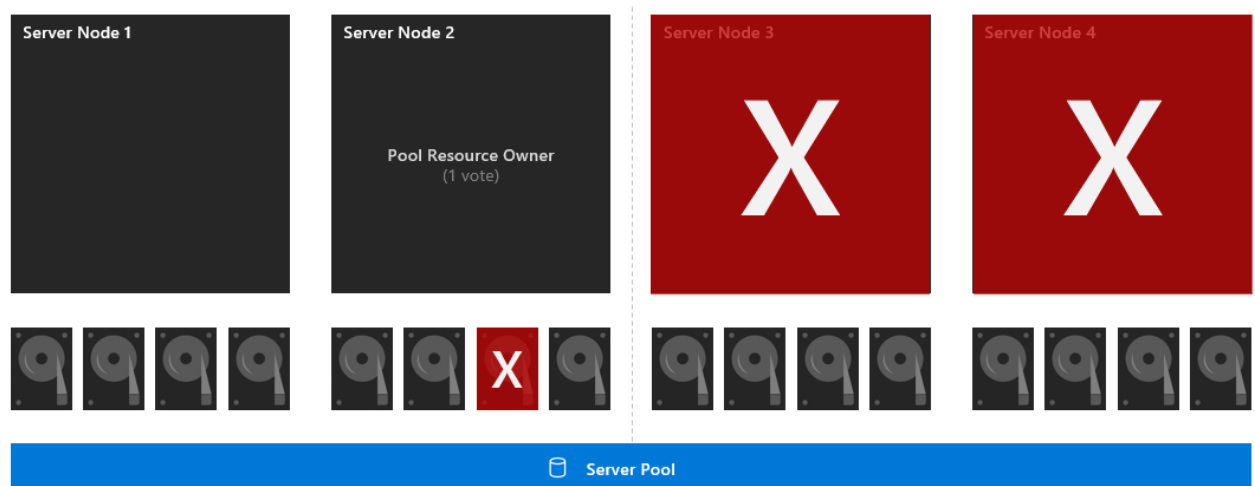 Server Node 1
Server Node 2
Server Node 3
Server Node 4
X
X
Pool Resource Owner
(1 vote)
X
Server Pool